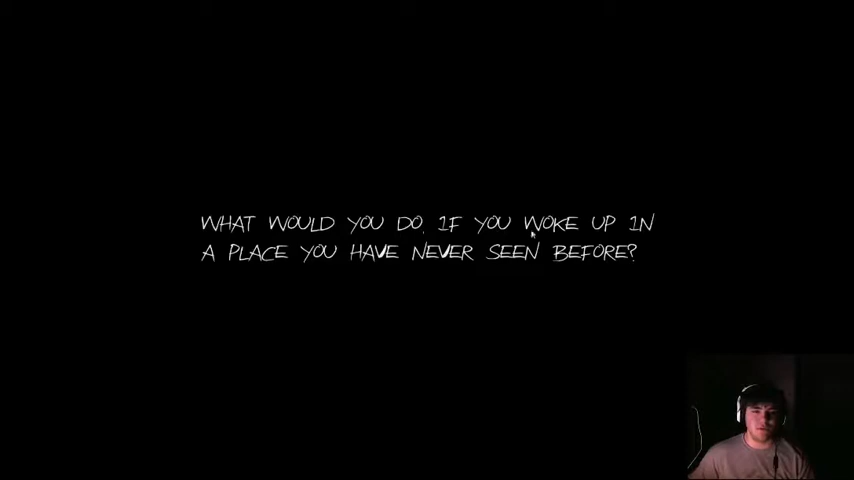 WHAT WOULD YOU DO, IF YOU WOKE UP IN
A PLACE YOU HAVE NEVER SEEN BEFORE?